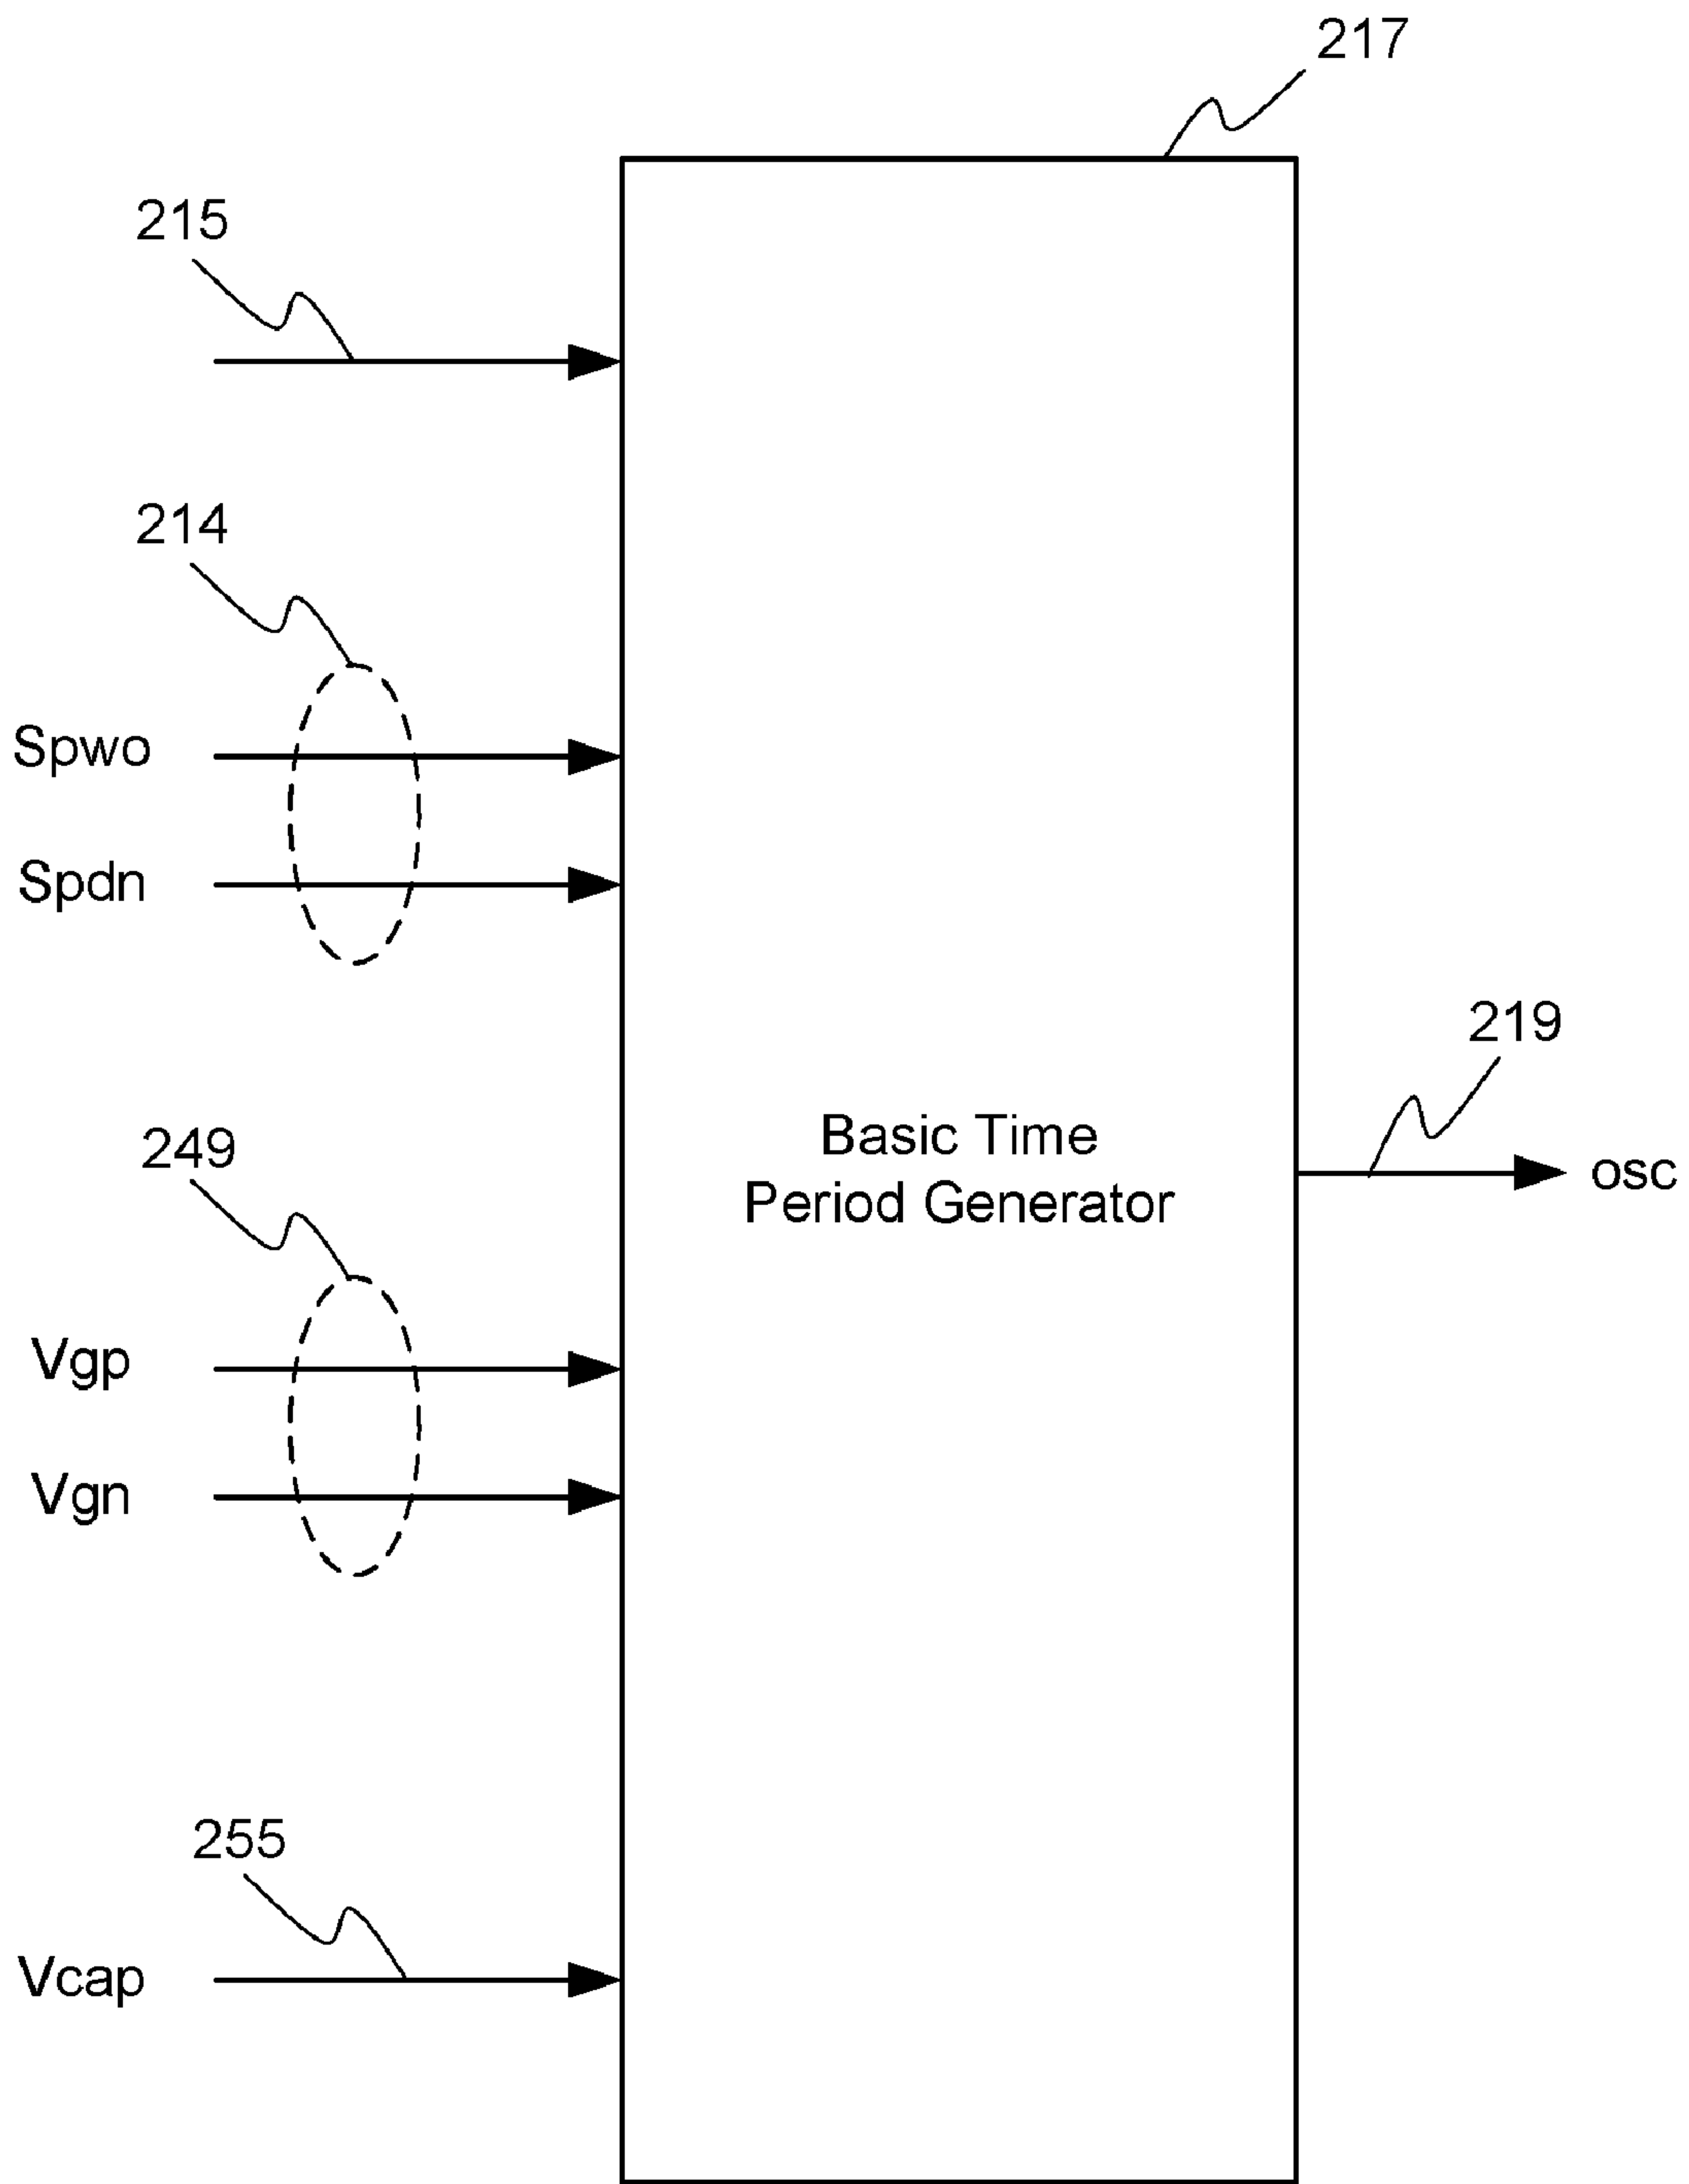 217
215
214
Spwo
Spdn
219
Basic Time
Period Generator
osc
249
Vgp
Vgn
255
Vcap